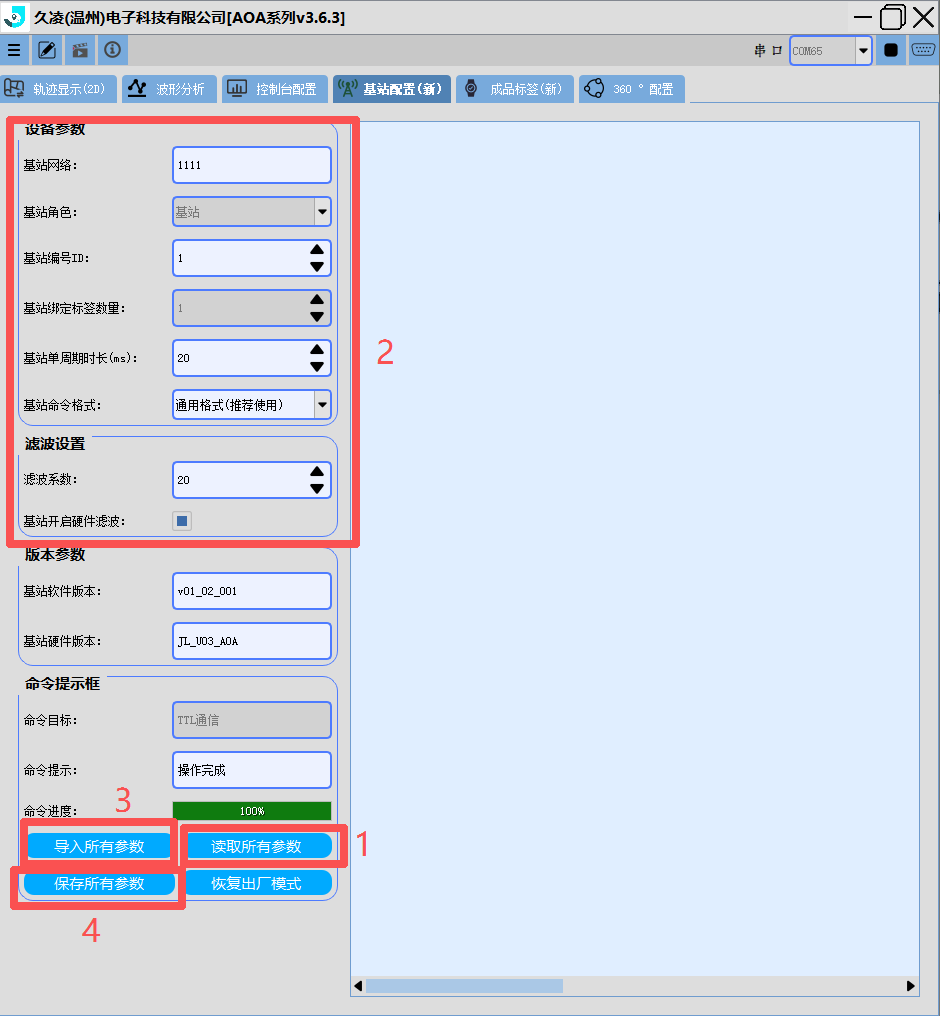 久凌(温州)电子科技有限公司[AOA系列v3.6.3]
串口 COM65
轨迹显示(2D) 波形分析 控制台配置 基站配置(新) 成品标签(新) 360 ° 配置
设备参数
基站网络: 1111
基站角色: 基站
基站编号ID: 1
基站绑定标签数量: 1
基站单周期时长(ms): 20
2
基站命令格式: 通用格式(推荐使用)
滤波设置
滤波系数: 20
基站开启硬件滤波:
版本参数
基站软件版本: v01_02_001
基站硬件版本: JL_U03_AOA
命令提示框
命令目标: TTL通信
命令提示: 操作完成
3
命令进度: 100%
导入所有参数 读取所有参数 1
保存所有参数 恢复出厂模式
4